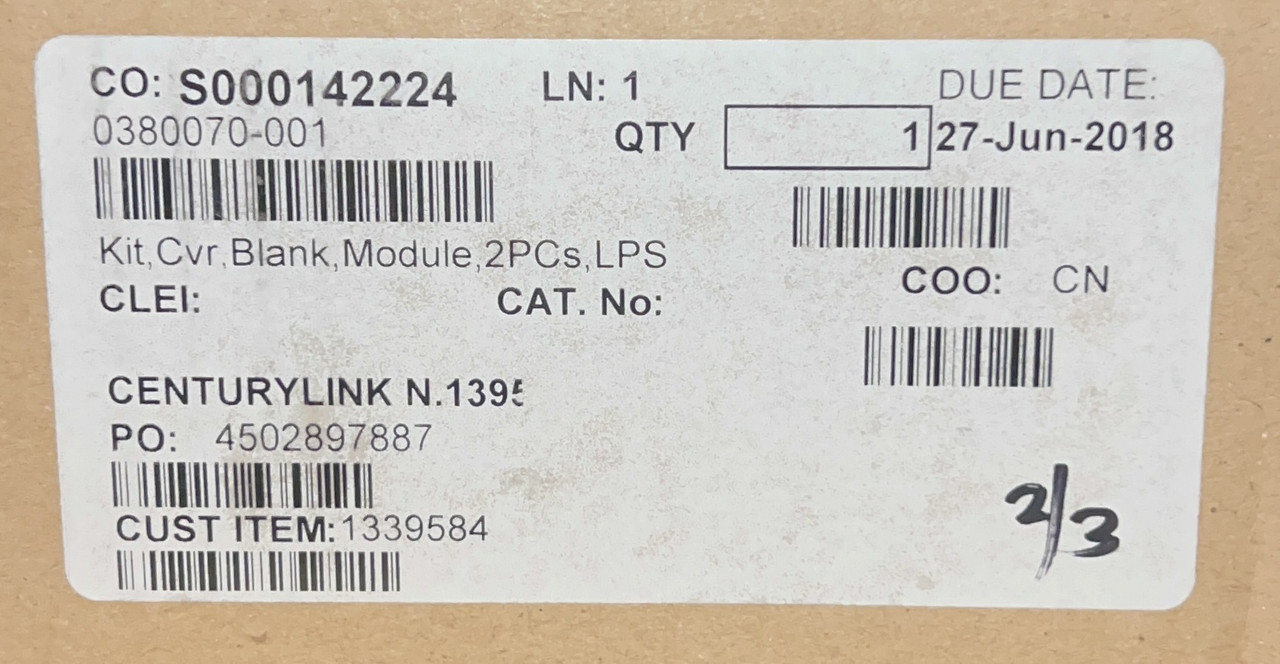 CO: S000142224 LN: 1 DUE DATE:
0380070-001 QTY 1 27-Jun-2018
Kit,Cvr,Blank,Module,2PCs,LPS
COO: CN
CLEI: CAT. No:
CENTURYLINK N.139
PO: 4502897887
CUST ITEM:1339584
2/3